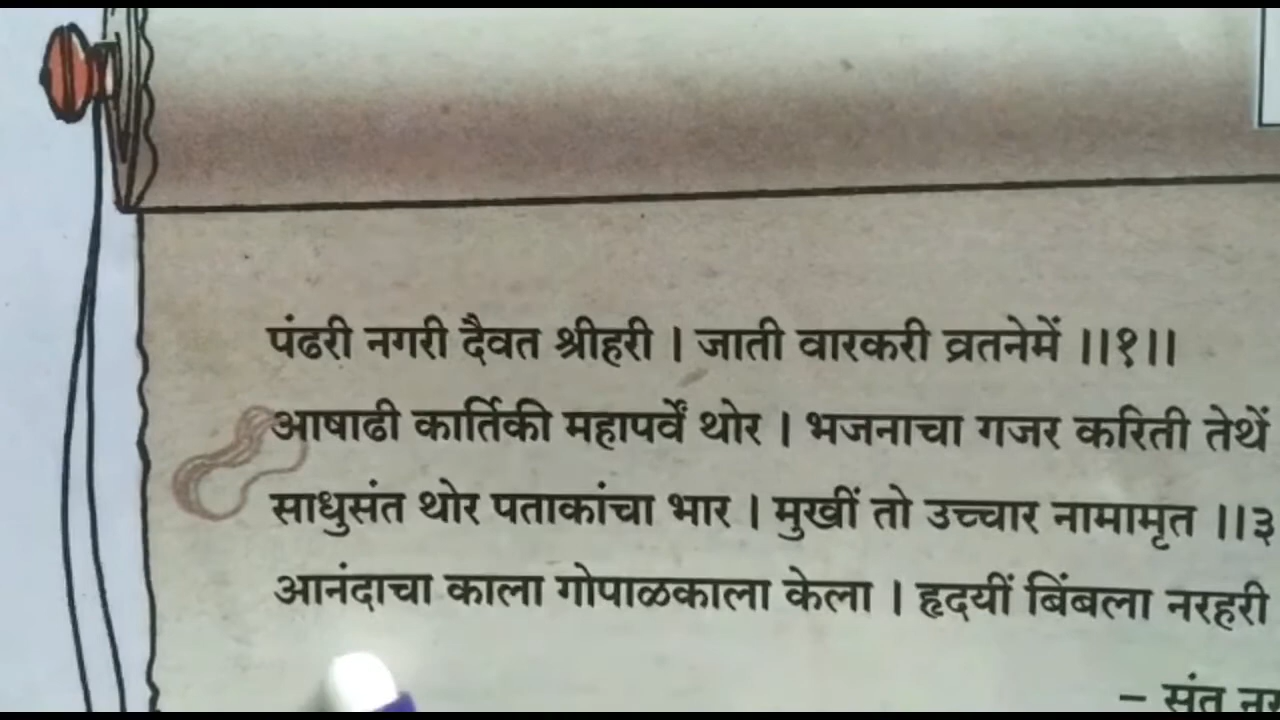 पंढरी नगरी दैवत श्रीहरी । जाती वारकरी व्रतनेमें ।।१।।
आषाढी कार्तिकी महापर्वें थोर । भजनाचा गजर करिती तेथें
साधुसंत थोर पताकांचा भार । मुखीं तो उच्चार नामामृत ।।३
आनंदाचा काला गोपाळकाला केला । हृदयीं बिंबला नरहरी
– संत